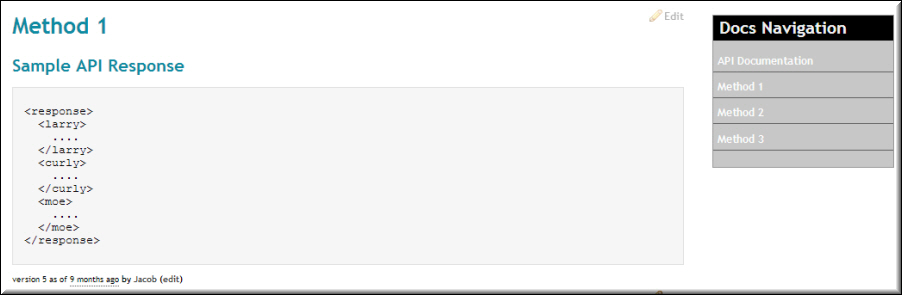 Method 1
Edit
Sample API Response
<response>
<larry>
....
</larry>
<curly>
....
</curly>
<moe>
....
</moe>
</response>
version 5 as of 9 months ago by Jacob (edit)
Docs Navigation
API Documentation
Method 1
Method 2
Method 3